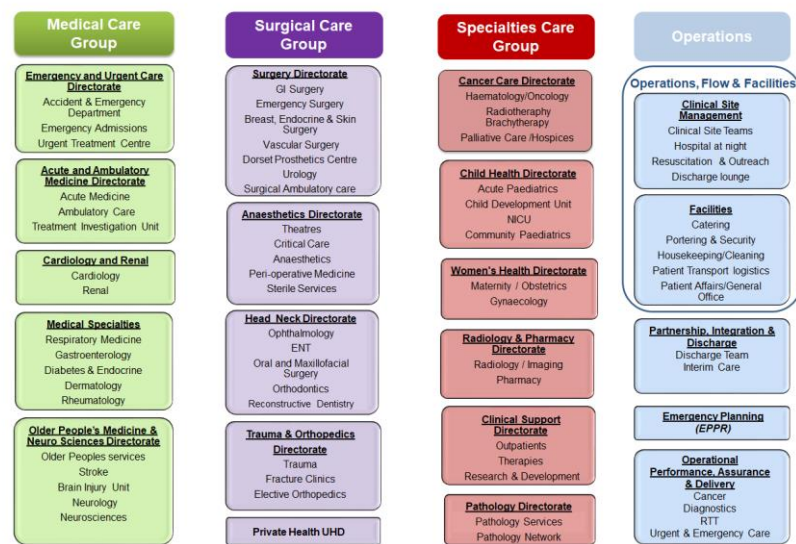 Medical Care
Group
Emergency and Urgent Care
Directorate
Accident & Emergency
Department
Emergency Admissions
Urgent Treatment Centre
Acute and Ambulatory
Medicine Directorate
Acute Medicine
Ambulatory Care
Treatment Investigation Unit
Cardiology and Renal
Cardiology
Renal
Medical Specialties
Respiratory Medicine
Gastroenterology
Diabetes & Endocrine
Dermatology
Rheumatology
Older People's Medicine &
Neuro Sciences Directorate
Older Peoples services
Stroke
Brain Injury Unit
Neurology
Neurosciences
Surgical Care
Group
Surgery Directorate
GI Surgery
Emergency Surgery
Breast, Endocrine & Skin
Surgery
Vascular Surgery
Dorset Prosthetics Centre
Urology
Surgical Ambulatory care
Anaesthetics Directorate
Theatres
Critical Care
Anaesthetics
Peri-operative Medicine
Sterile Services
Head Neck Directorate
Ophthalmology
ENT
Oral and Maxillofacial
Surgery
Orthodontics
Reconstructive Dentistry
Trauma & Orthopedics
Directorate
Trauma
Fracture Clinics
Elective Orthopedics
Private Health UHD
Specialties Care
Group
Cancer Care Directorate
Haematology/Oncology
Radiotheraphy
Brachytherapy
Palliative Care /Hospices
Child Health Directorate
Acute Paediatrics
Child Development Unit
NICU
Community Paediatrics
Women's Health Directorate
Maternity / Obstetrics
Gynaecology
Radiology & Pharmacy
Directorate
Radiology / Imaging
Pharmacy
Clinical Support
Directorate
Outpatients
Therapies
Research & Development
Pathology Directorate
Pathology Services
Pathology Network
Operations
Operations, Flow & Facilities
Clinical Site
Management
Clinical Site Teams
Hospital at night
Resuscitation & Outreach
Discharge lounge
Facilities
Catering
Portering & Security
Housekeeping/Cleaning
Patient Transport logistics
Patient Affairs/General
Office
Partnership, Integration &
Discharge
Discharge Team
Interim Care
Emergency Planning
(EPPR)
Operational
Performance, Assurance
& Delivery
Cancer
Diagnostics
RTT
Urgent & Emergency Care